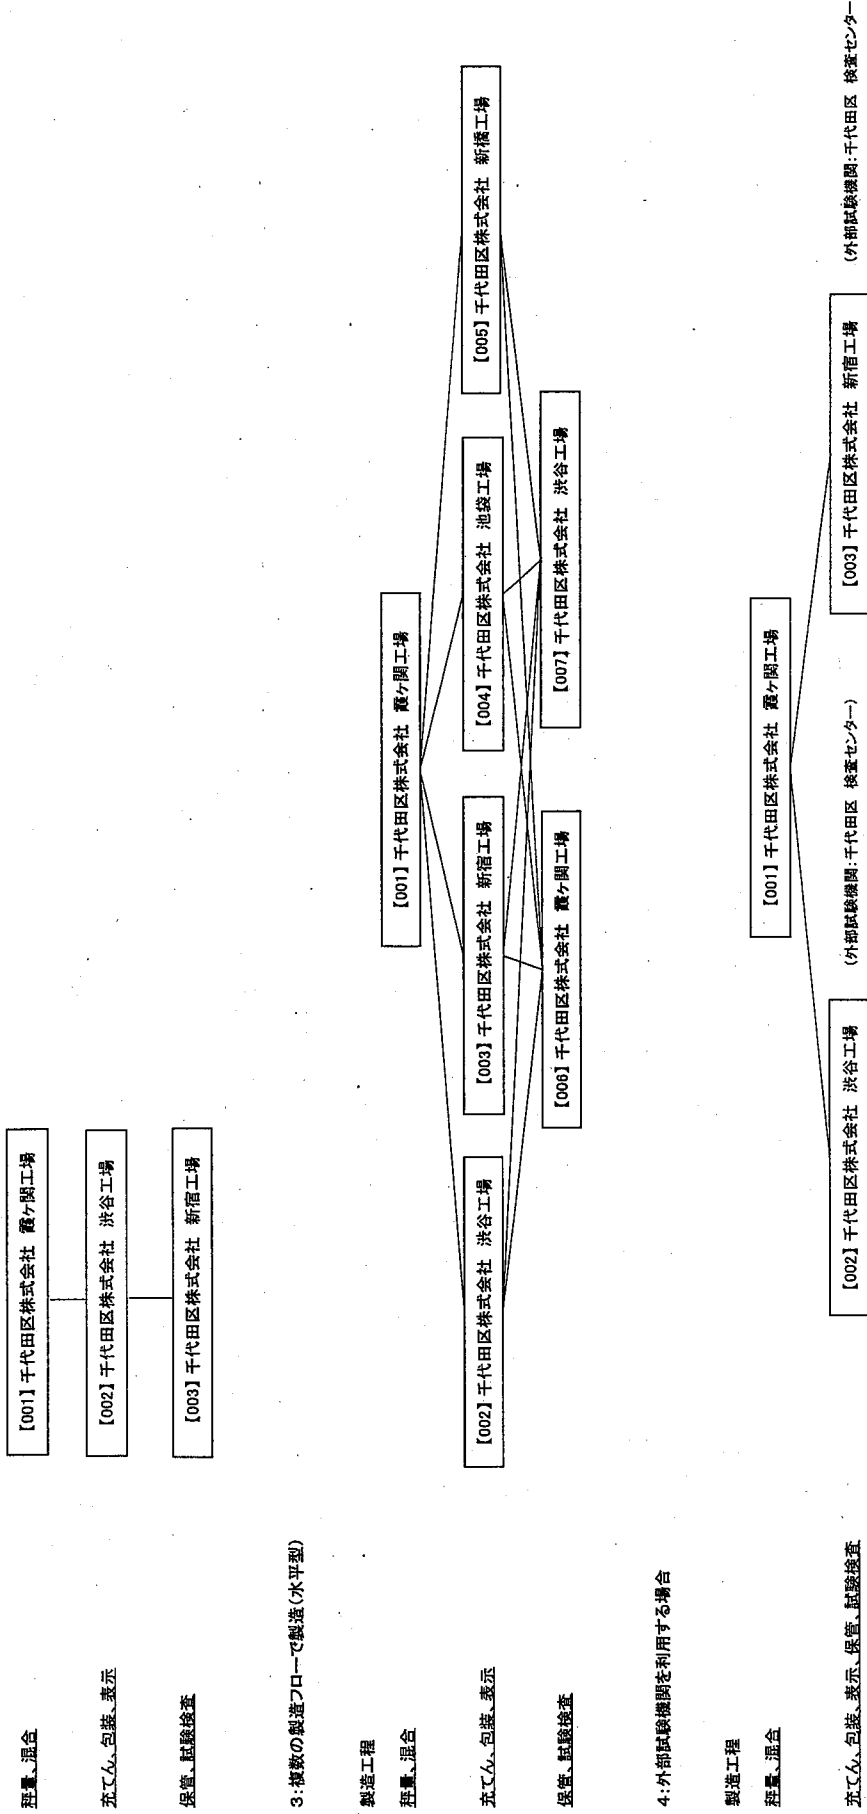 秤量、混合
【001】千代田区株式会社 霞ヶ関工場
充てん、包装、表示
【002】千代田区株式会社 渋谷工場
保管、試験検査
【003】千代田区株式会社 新宿工場
3:複数の製造フローで製造(水平型)
製造工程
秤量、混合
【001】千代田区株式会社 霞ヶ関工場
充てん、包装、表示
【002】千代田区株式会社 渋谷工場
【003】千代田区株式会社 新宿工場
【004】千代田区株式会社 池袋工場
【005】千代田区株式会社 新橋工場
保管、試験検査
【006】千代田区株式会社 霞ヶ関工場
【007】千代田区株式会社 渋谷工場
4:外部試験機関を利用する場合
製造工程
秤量、混合
【001】千代田区株式会社 霞ヶ関工場
充てん、包装、表示、保管、試験検査
【002】千代田区株式会社 渋谷工場
(外部試験機関:千代田区 検査センター)
【003】千代田区株式会社 新宿工場
(外部試験機関:千代田区 検査センター